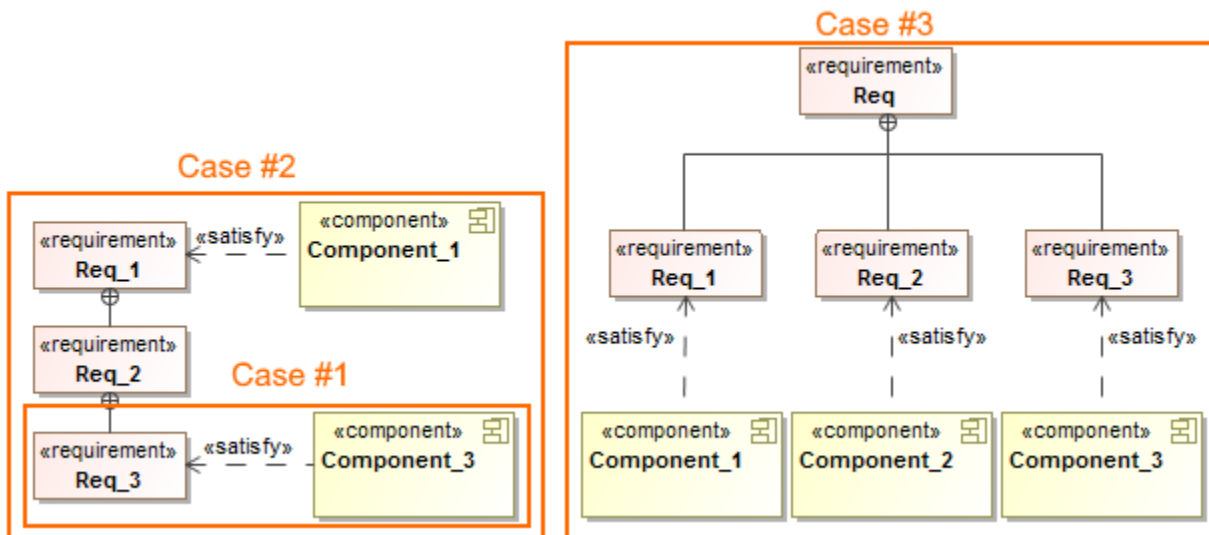 Case #3
«requirement»
Req
Case #2
«requirement»
Req_1
«satisfy»
«component»
Component_1
«requirement»
Req_2
Case #1
«requirement»
Req_3
«satisfy»
«component»
Component_3
«requirement»
Req_1
«requirement»
Req_2
«requirement»
Req_3
«satisfy»
«satisfy»
«satisfy»
«component»
Component_1
«component»
Component_2
«component»
Component_3